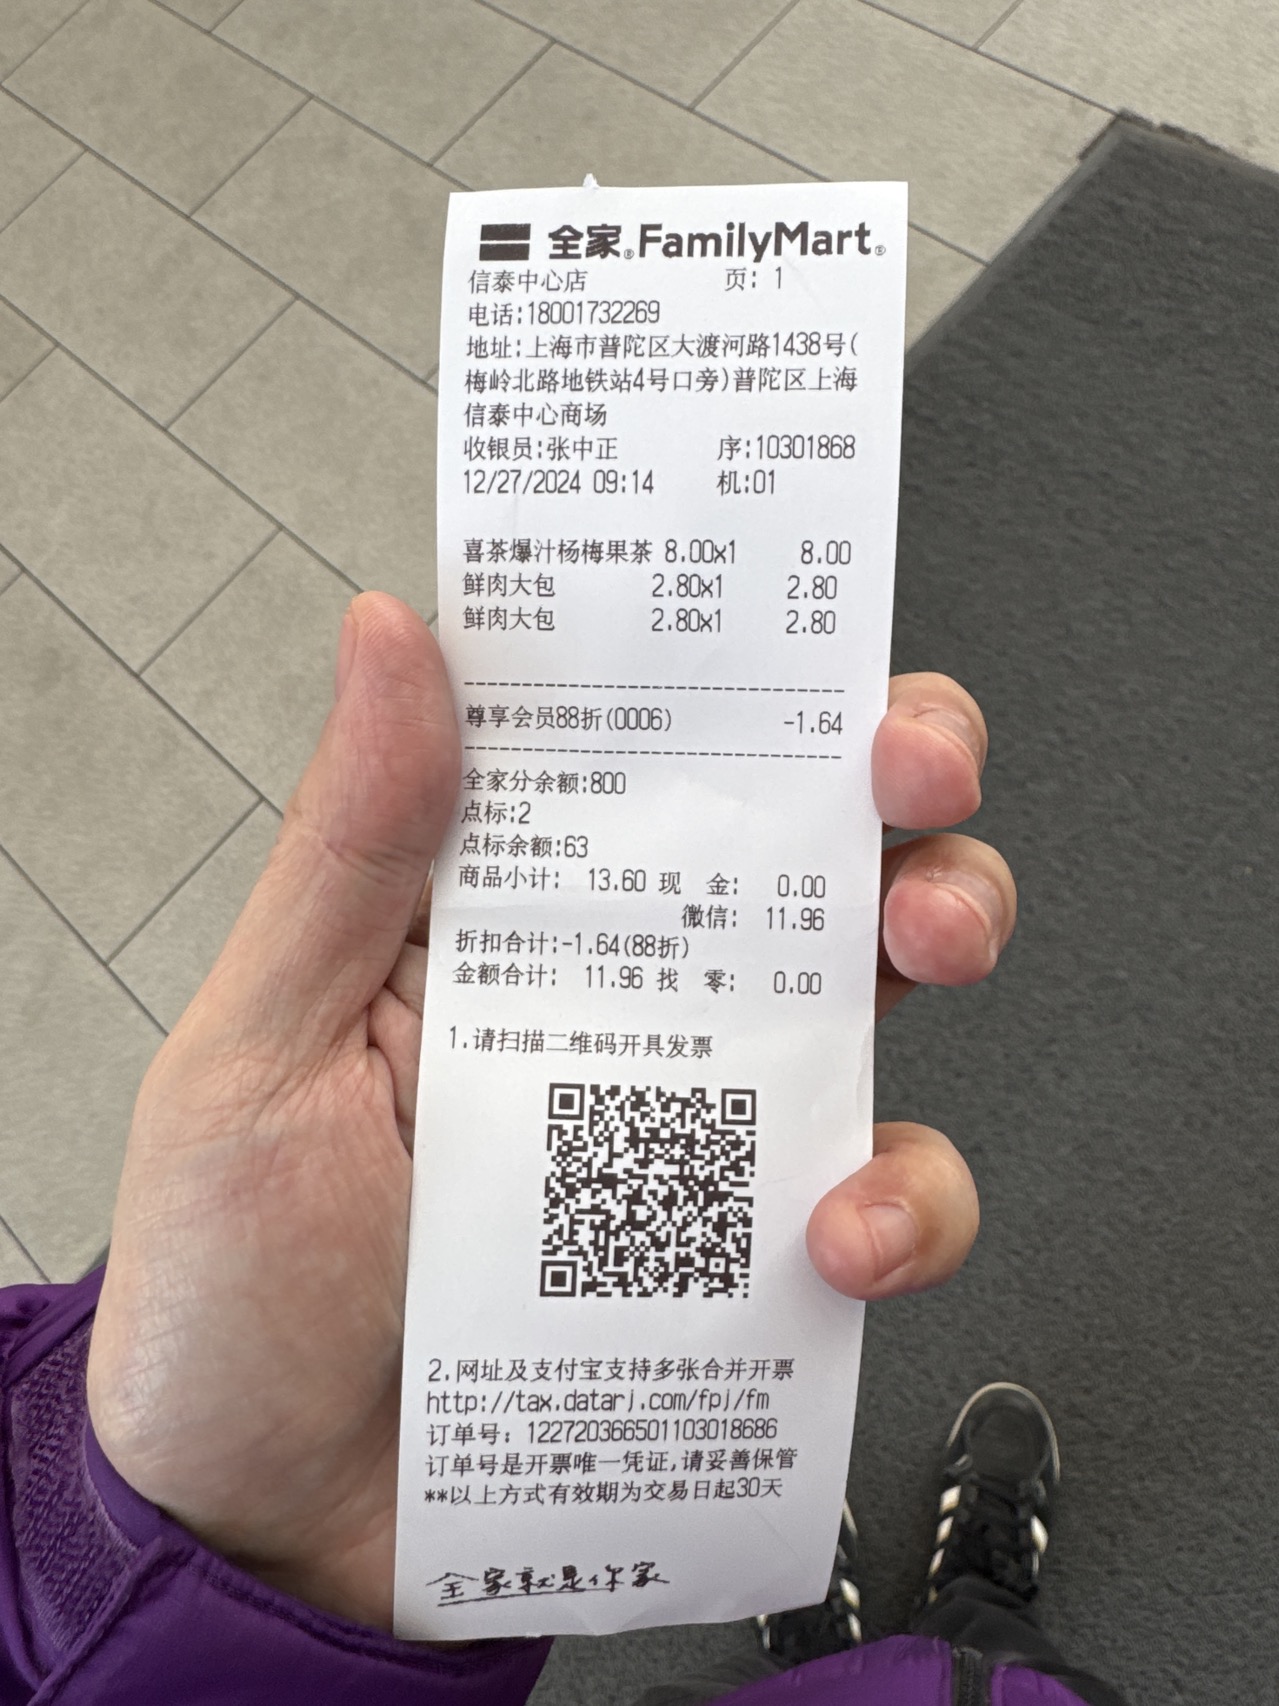 全家®FamilyMart®
信泰中心店 页: 1
电话:18001732269
地址:上海市普陀区大渡河路1438号(
梅岭北路地铁站4号口旁)普陀区上海
信泰中心商场
收银员:张中正 序:10301868
12/27/2024 09:14 机:01
喜茶爆汁杨梅果茶 8.00x1 8.00
鲜肉大包 2.80x1 2.80
鲜肉大包 2.80x1 2.80
尊享会员88折(0006) -1.64
全家分余额:800
点标:2
点标余额:63
商品小计: 13.60 现 金: 0.00
微信: 11.96
折扣合计:-1.64(88折)
金额合计: 11.96 找 零: 0.00
1.请扫描二维码开具发票
2.网址及支付宝支持多张合并开票
http://tax.datarj.com/fpj/fm
订单号: 122720366501103018686
订单号是开票唯一凭证,请妥善保管
**以上方式有效期为交易日起30天
全家就是你家